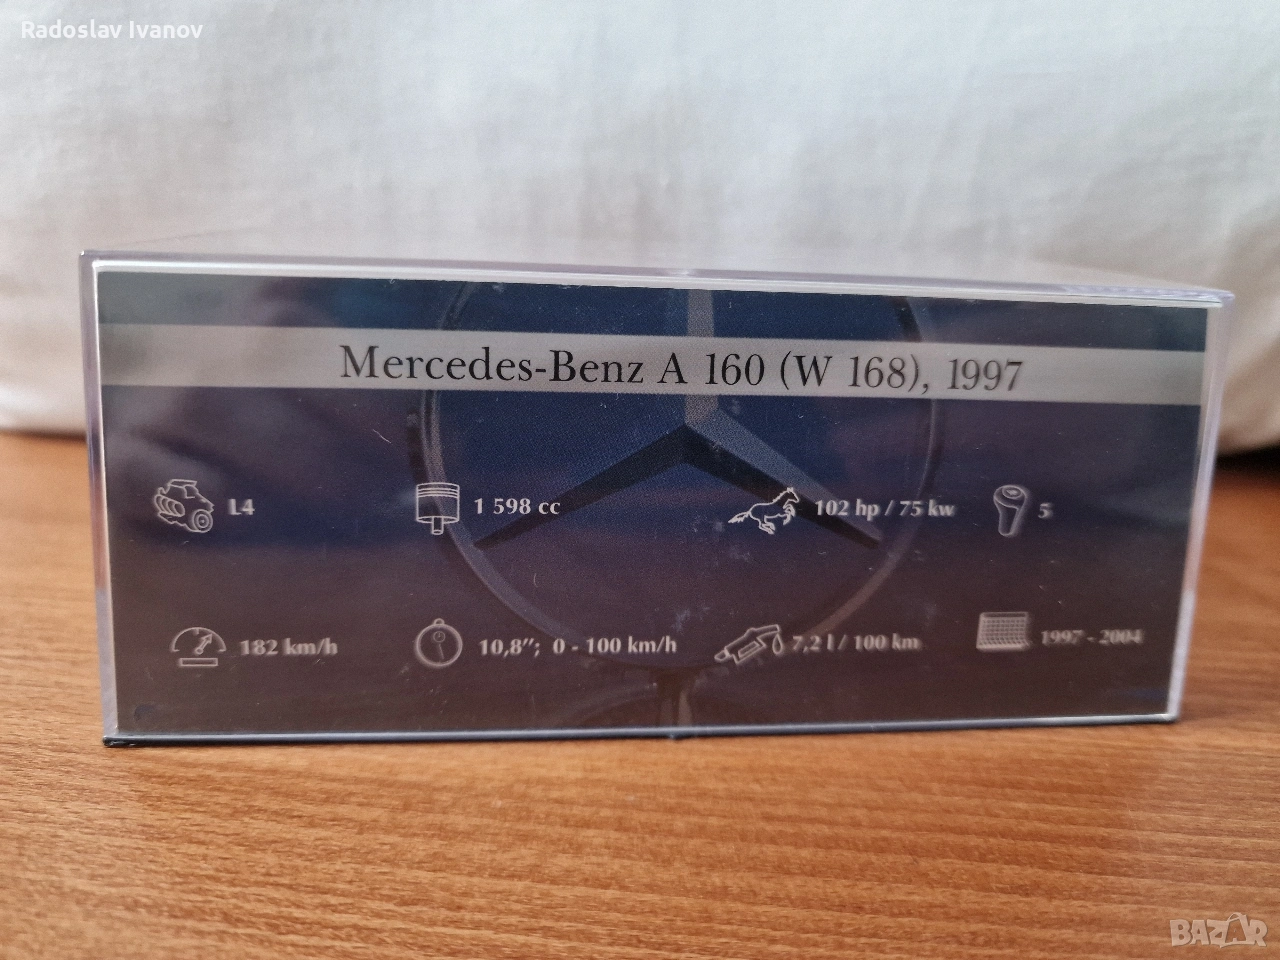 Radoslav Ivanov
Mercedes-Benz A 160 (W 168), 1997
L4 1 598 cc 102 hp / 75 kw 5
182 km/h 10,8″; 0 - 100 km/h 7,2 l / 100 km 1997 - 2004
BAZAR